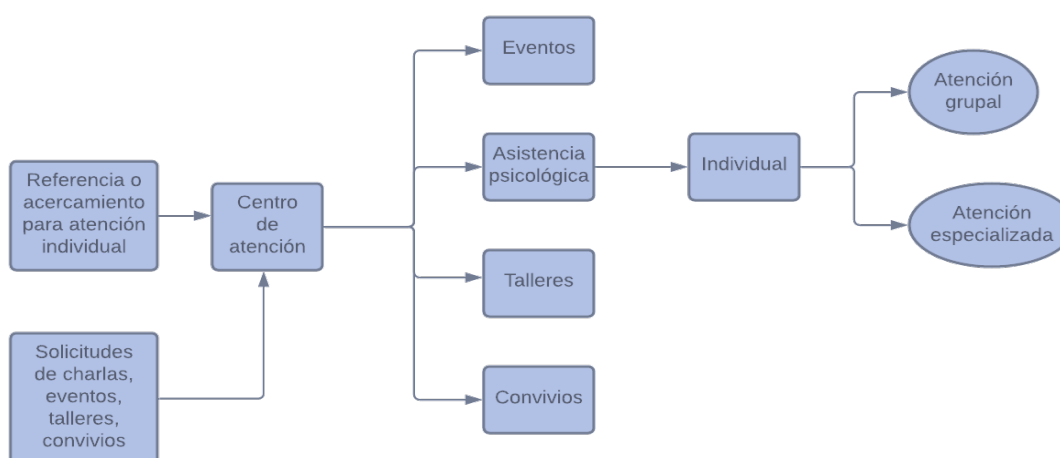 Referencia o
acercamiento
para atención
individual
Solicitudes
de charlas,
eventos,
talleres,
convivios
Centro
de
atención
Eventos
Asistencia
psicológica
Talleres
Convivios
Individual
Atención
grupal
Atención
especializada